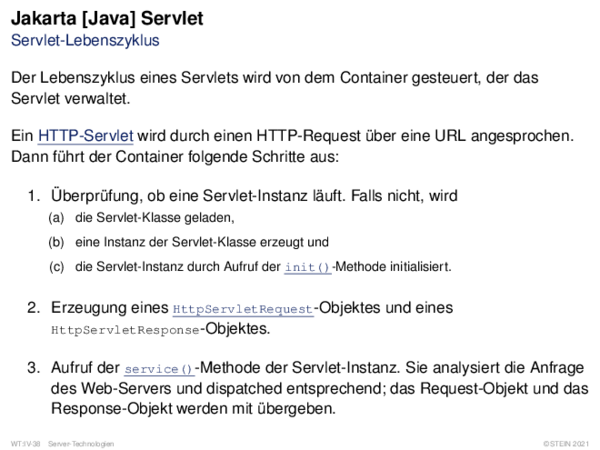 Jakarta [Java] Servlet
Servlet-Lebenszyklus
Der Lebenszyklus eines Servlets wird von dem Container gesteuert, der das
Servlet verwaltet.
Ein HTTP-Servlet wird durch einen HTTP-Request über eine URL angesprochen.
Dann führt der Container folgende Schritte aus:
1. Überprüfung, ob eine Servlet-Instanz läuft. Falls nicht, wird
(a) die Servlet-Klasse geladen,
(b) eine Instanz der Servlet-Klasse erzeugt und
(c) die Servlet-Instanz durch Aufruf der init()-Methode initialisiert.
2. Erzeugung eines HttpServletRequest-Objektes und eines
HttpServletResponse-Objektes.
3. Aufruf der service()-Methode der Servlet-Instanz. Sie analysiert die Anfrage
des Web-Servers und dispatched entsprechend; das Request-Objekt und das
Response-Objekt werden mit übergeben.
WT:IV-38 Server-Technologien ©STEIN 2021